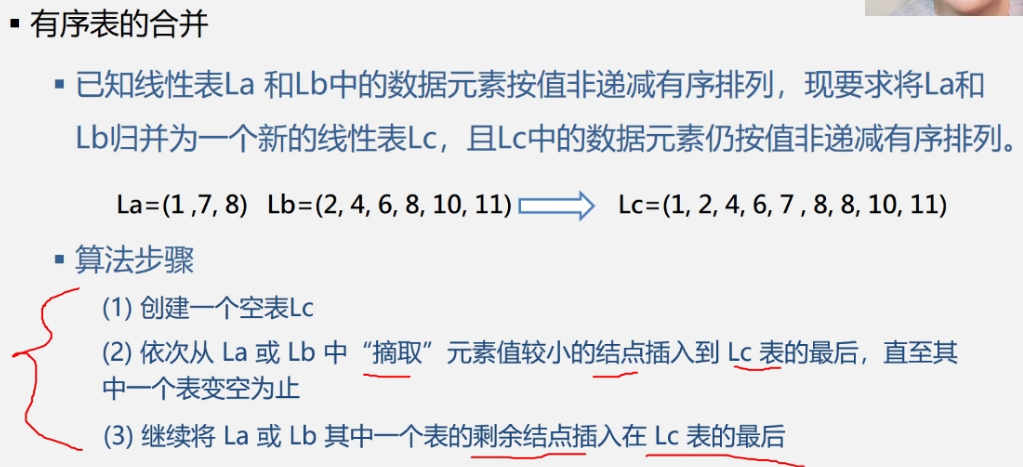 ▪ 有序表的合并
▪ 已知线性表La 和Lb中的数据元素按值非递减有序排列，现要求将La和
Lb归并为一个新的线性表Lc，且Lc中的数据元素仍按值非递减有序排列。
La=(1 ,7, 8) Lb=(2, 4, 6, 8, 10, 11) Lc=(1, 2, 4, 6, 7 , 8, 8, 10, 11)
▪ 算法步骤
(1) 创建一个空表Lc
(2) 依次从 La 或 Lb 中“摘取”元素值较小的结点插入到 Lc 表的最后，直至其
中一个表变空为止
(3) 继续将 La 或 Lb 其中一个表的剩余结点插入在 Lc 表的最后